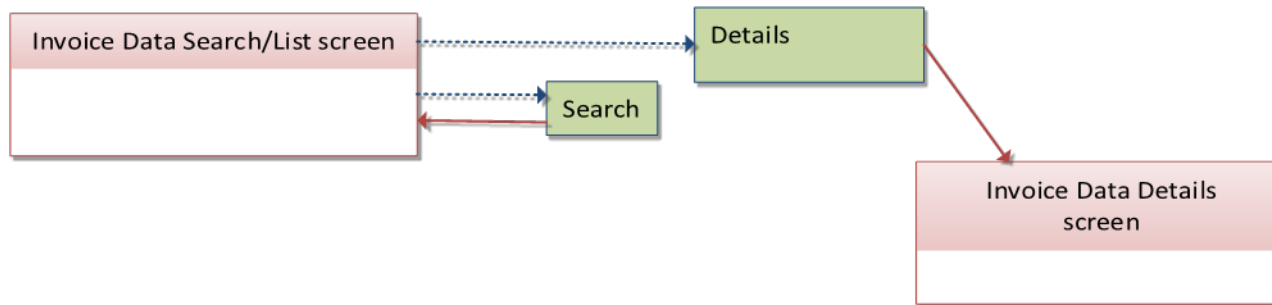 Invoice Data Search/List screen
Details
Search
Invoice Data Details
screen